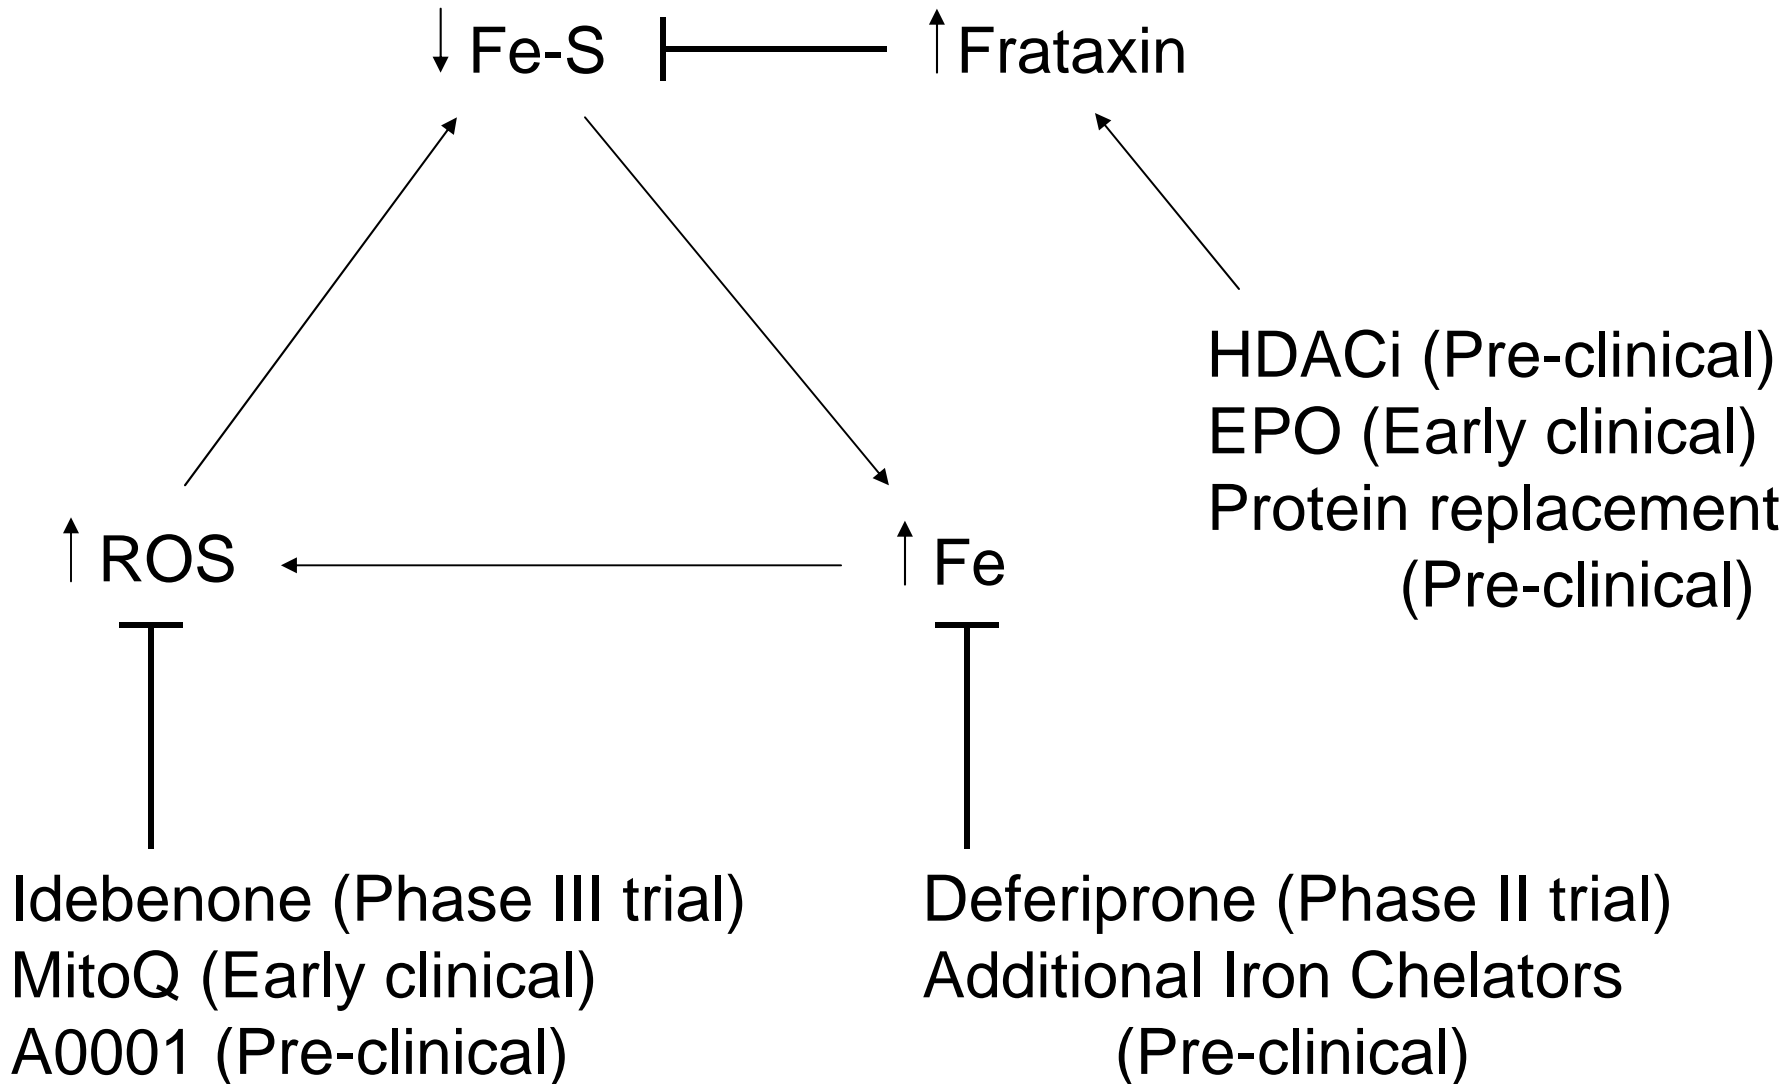 ↓ Fe-S
↑ Frataxin
HDACi (Pre-clinical)
EPO (Early clinical)
Protein replacement
(Pre-clinical)
↑ ROS
↑ Fe
Idebenone (Phase III trial)
MitoQ (Early clinical)
A0001 (Pre-clinical)
Deferiprone (Phase II trial)
Additional Iron Chelators
(Pre-clinical)